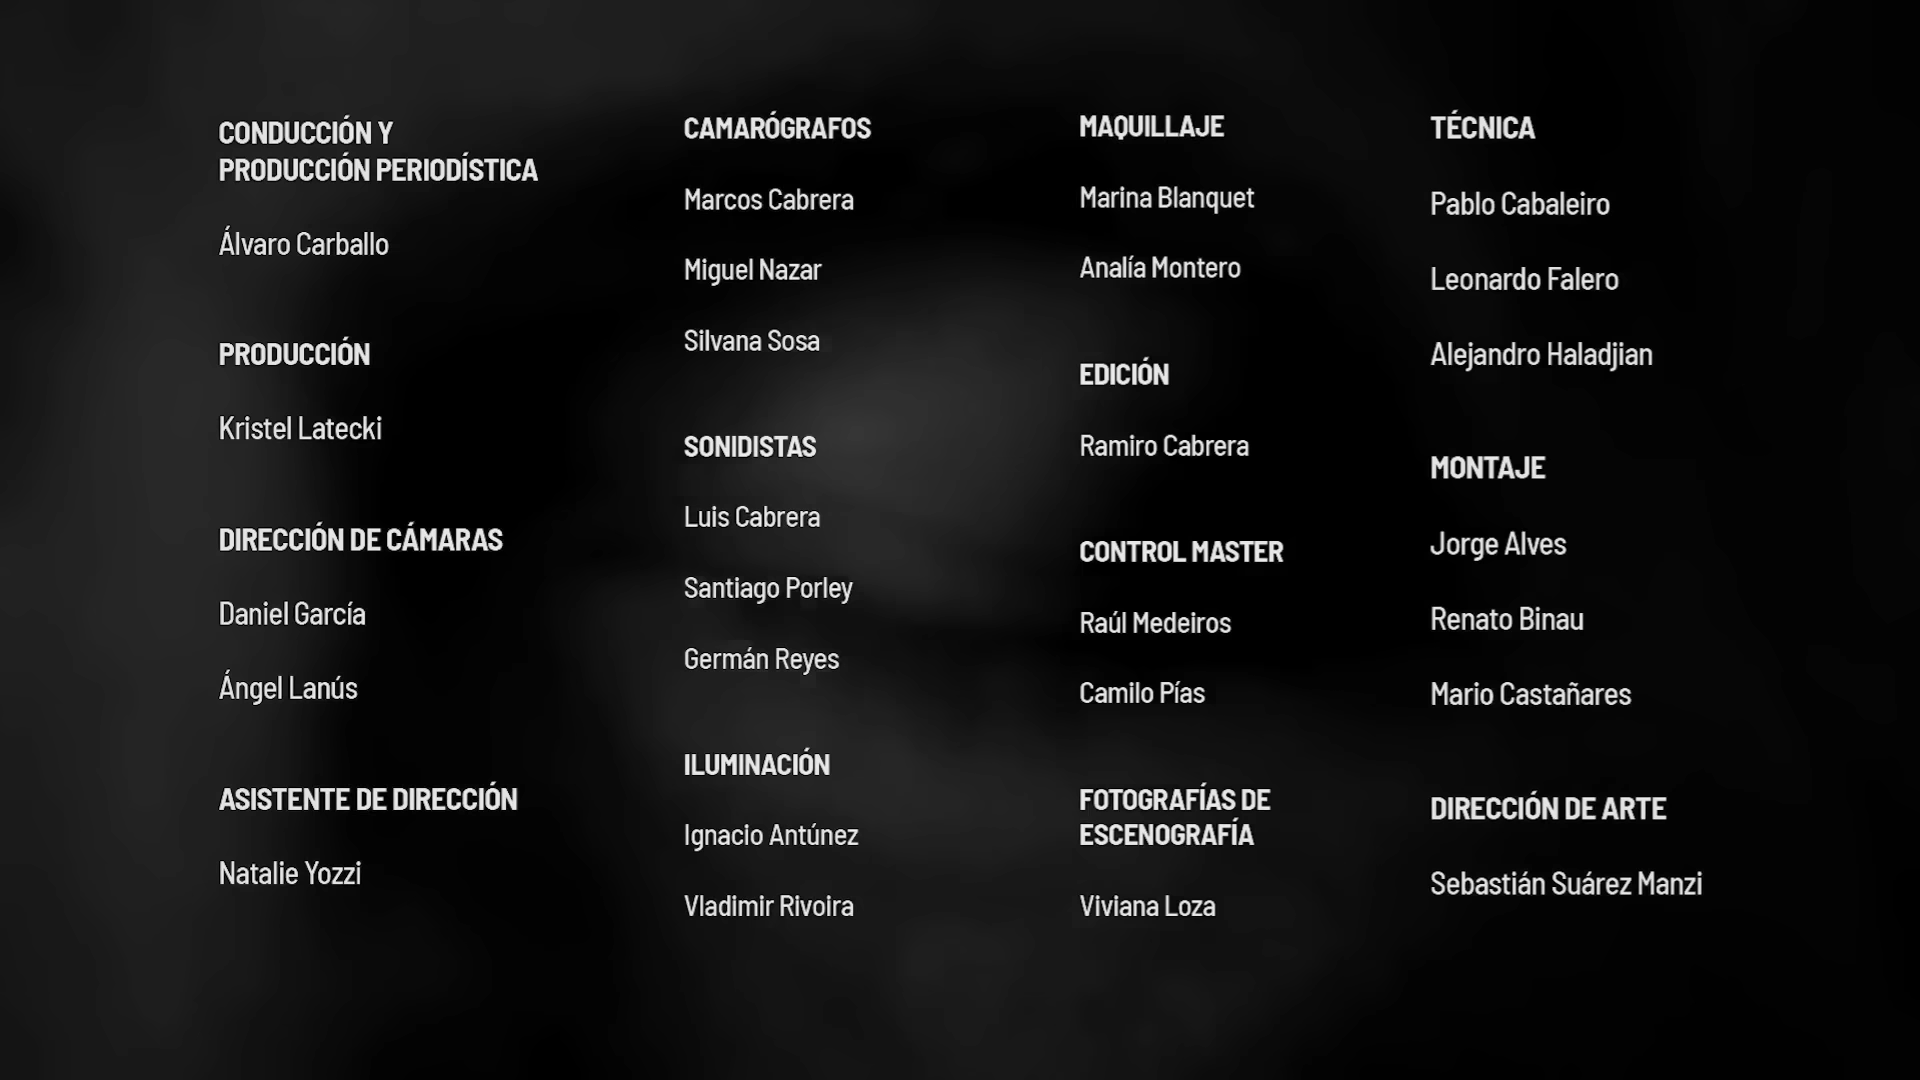 CONDUCCIÓN Y
PRODUCCIÓN PERIODÍSTICA
Álvaro Carballo
PRODUCCIÓN
Kristel Latecki
DIRECCIÓN DE CÁMARAS
Daniel García
Ángel Lanús
ASISTENTE DE DIRECCIÓN
Natalie Yozzi
CAMARÓGRAFOS
Marcos Cabrera
Miguel Nazar
Silvana Sosa
SONIDISTAS
Luis Cabrera
Santiago Porley
Germán Reyes
ILUMINACIÓN
Ignacio Antúnez
Vladimir Rivoira
MAQUILLAJE
Marina Blanquet
Analía Montero
EDICIÓN
Ramiro Cabrera
CONTROL MASTER
Raúl Medeiros
Camilo Pías
FOTOGRAFÍAS DE
ESCENOGRAFÍA
Viviana Loza
TÉCNICA
Pablo Cabaleiro
Leonardo Falero
Alejandro Haladjian
MONTAJE
Jorge Alves
Renato Binau
Mario Castañares
DIRECCIÓN DE ARTE
Sebastián Suárez Manzi